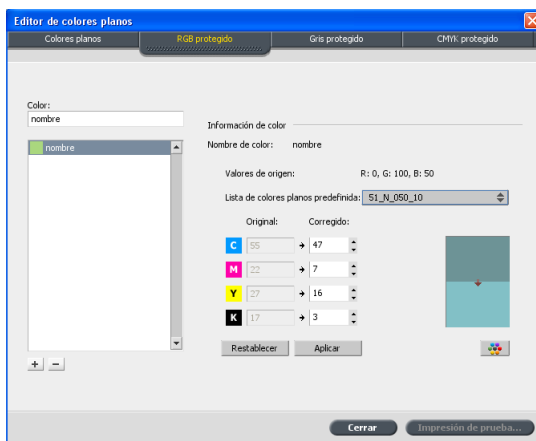 Editor de colores planos
Colores planos RGB protegido Gris protegido CMYK protegido
Color:
nombre
nombre
Información de color
Nombre de color: nombre
Valores de origen: R: 0, G: 100, B: 50
Lista de colores planos predefinida: 51_N_050_10
Original: Corregido:
C 55 47
M 22 7
Y 27 16
K 17 3
Restablecer Aplicar
+ −
Cerrar Impresión de prueba...